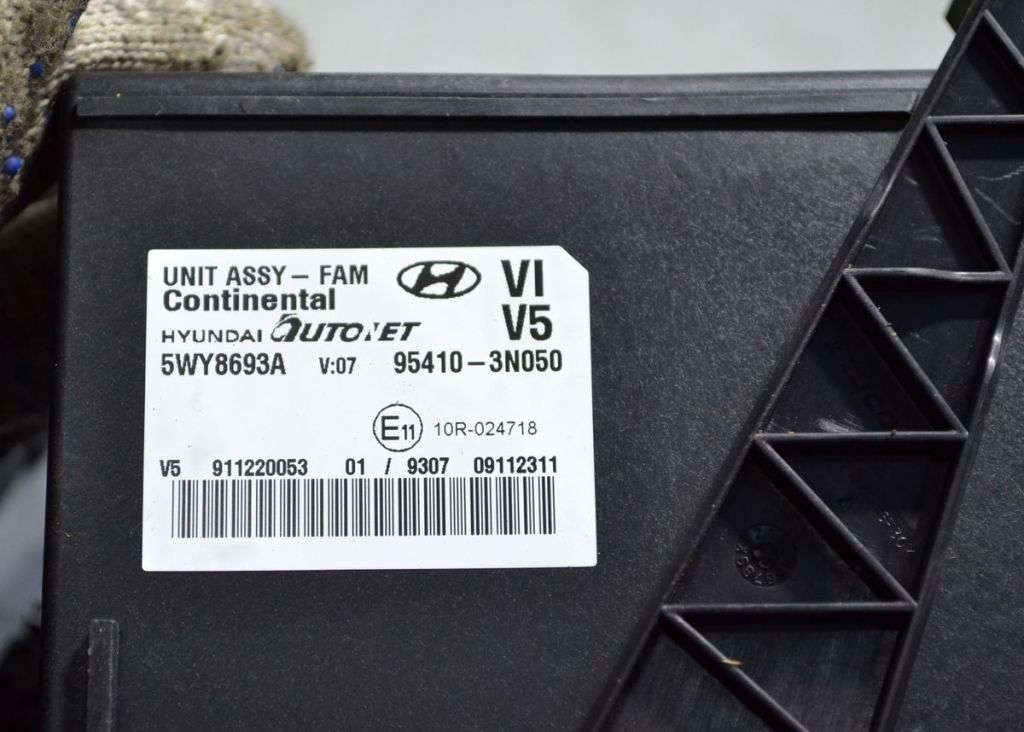 UNIT ASSY - FAM
VI
Continental
HYUNDAI AUTONET
V5
5WY8693A V:07 95410-3N050
E11 10R-024718
V5 911220053 01 / 9307 09112311